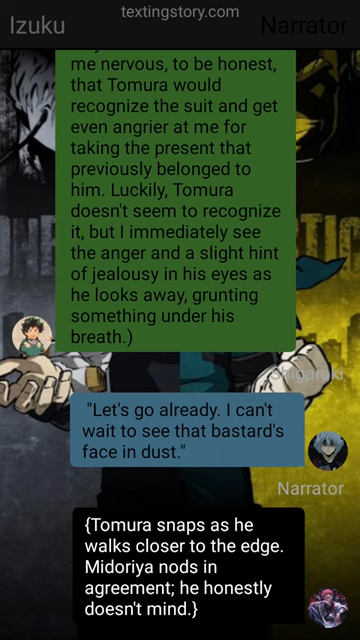 textingstory.com
Izuku
Narrator
me nervous, to be honest,
that Tomura would
recognize the suit and get
even angrier at me for
taking the present that
previously belonged to
him. Luckily, Tomura
doesn't seem to recognize
it, but I immediately see
the anger and a slight hint
of jealousy in his eyes as
he looks away, grunting
something under his
breath.)
Shigaraki
"Let's go already. I can't
wait to see that bastard's
face in dust."
Narrator
{Tomura snaps as he
walks closer to the edge.
Midoriya nods in
agreement; he honestly
doesn't mind.}